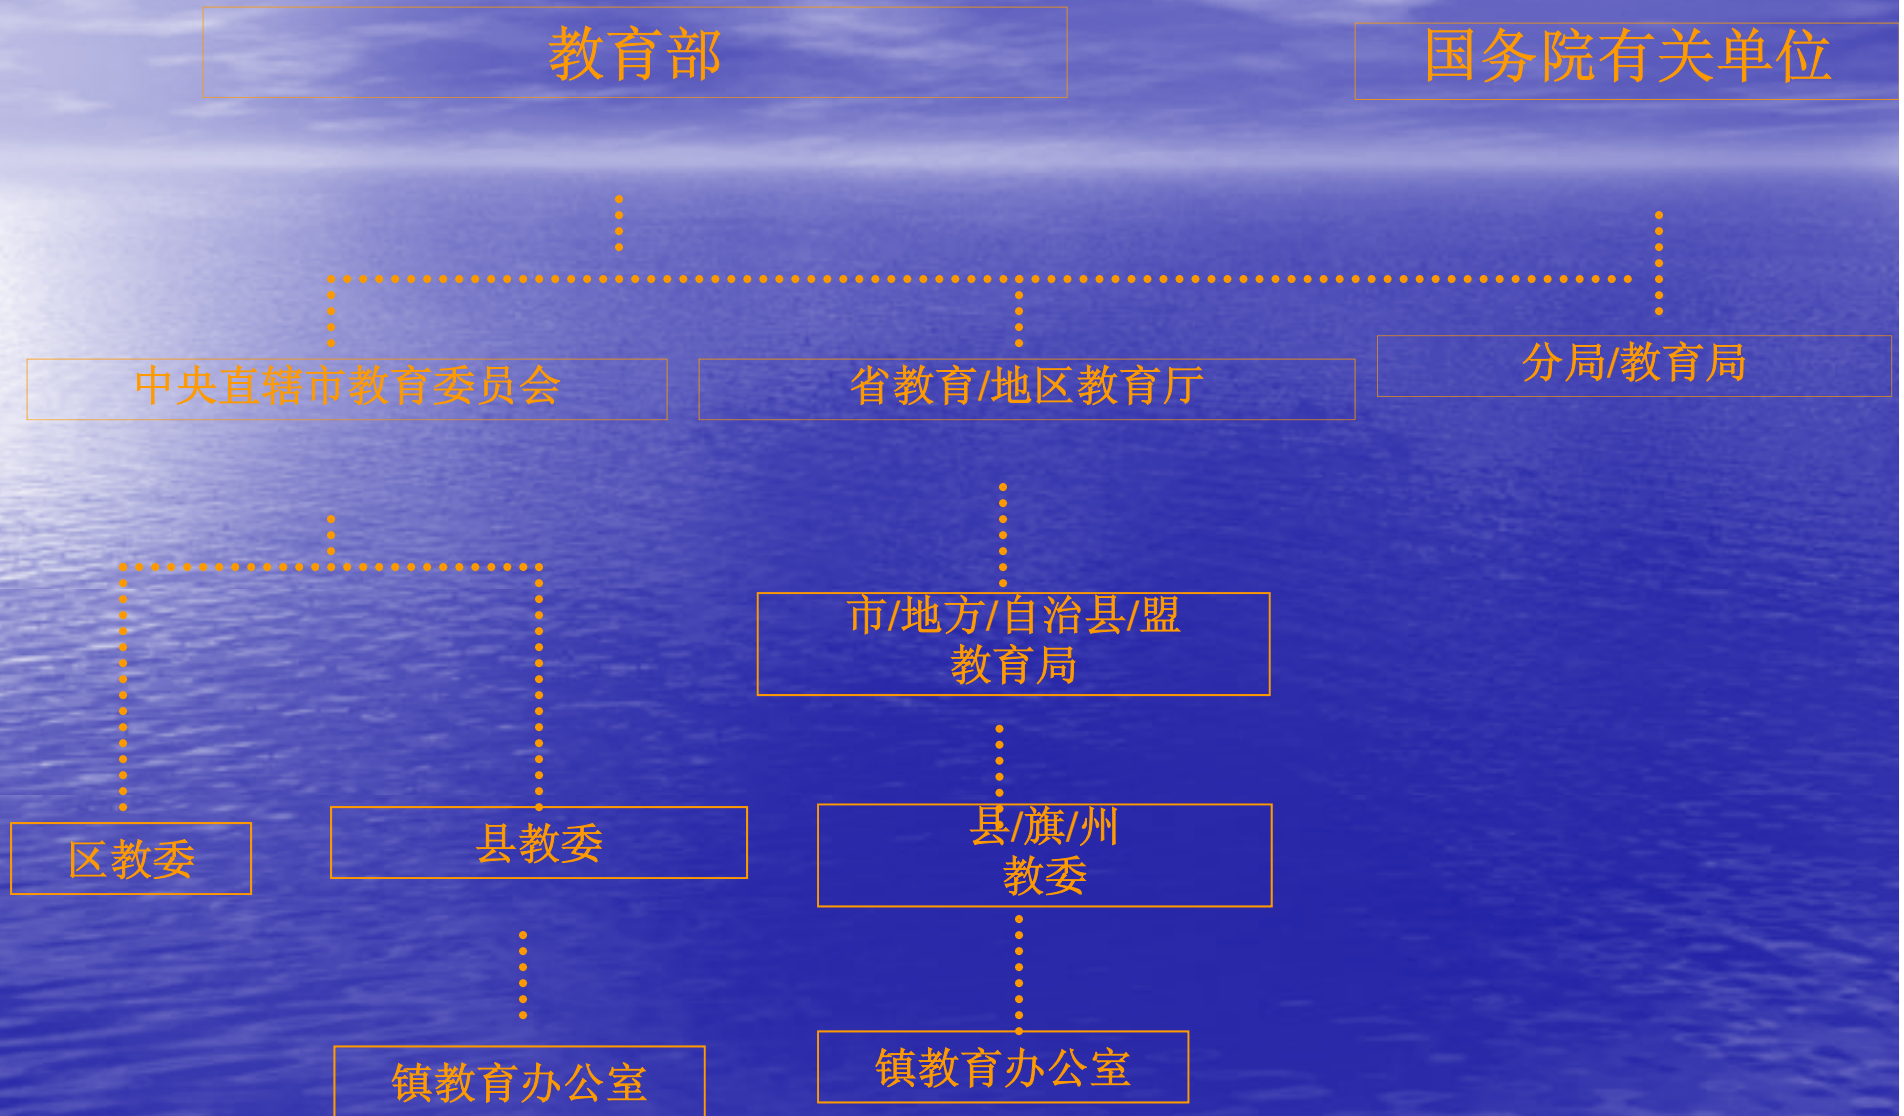 教育部
国务院有关单位
中央直辖市教育委员会
省教育/地区教育厅
分局/教育局
市/地方/自治县/盟
教育局
区教委
县教委
县/旗/州
教委
镇教育办公室
镇教育办公室